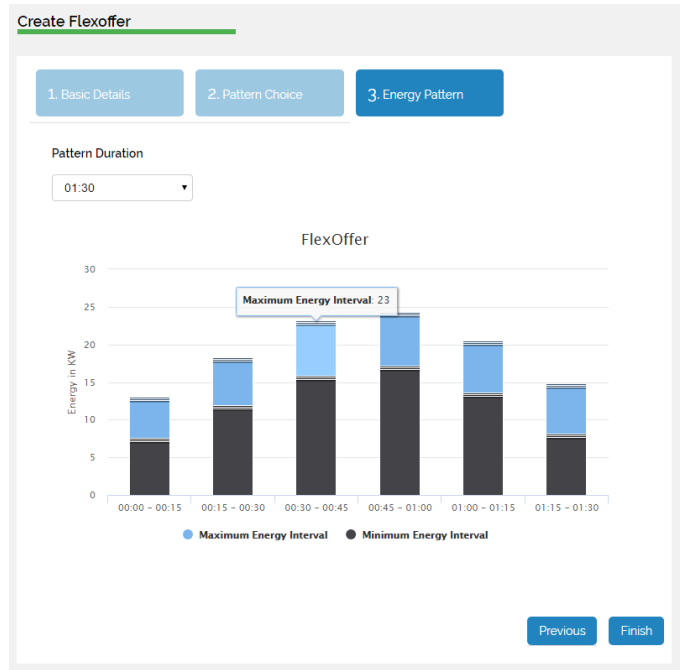 Create Flexoffer
1. Basic Details
2. Pattern Choice
3. Energy Pattern
Pattern Duration
01:30
FlexOffer
30
25
20
15
10
5
0
Energy in KW
Maximum Energy Interval: 23
00:00 - 00:15
00:15 - 00:30
00:30 - 00:45
00:45 - 01:00
01:00 - 01:15
01:15 - 01:30
Maximum Energy Interval
Minimum Energy Interval
Previous
Finish